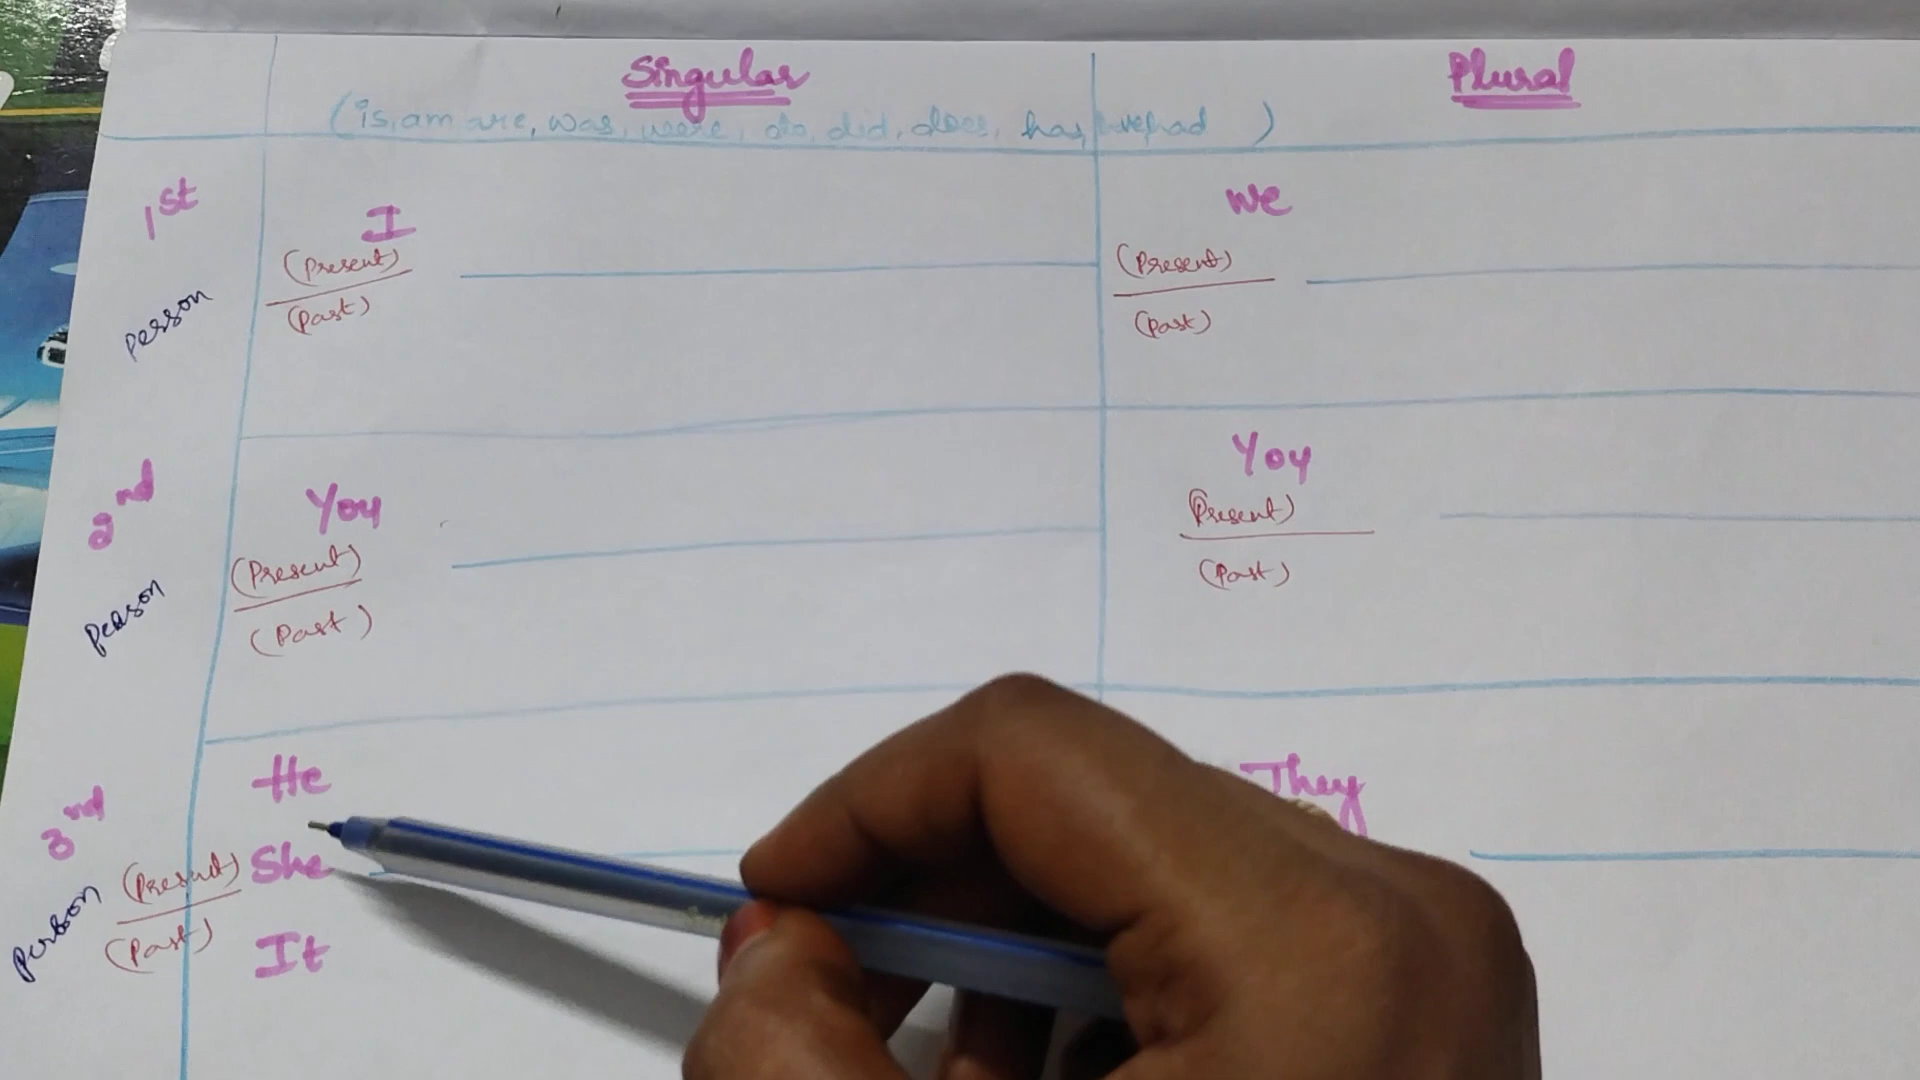 Singular
Plural
(is, am are, was, were, do, did, does, has, had )
1st
person
I
(Present)
(Past)
We
(Present)
(Past)
2nd
person
You
(Present)
(Past)
You
(Present)
(Past)
3rd
person
(Present)
(Past)
He
She
It
They